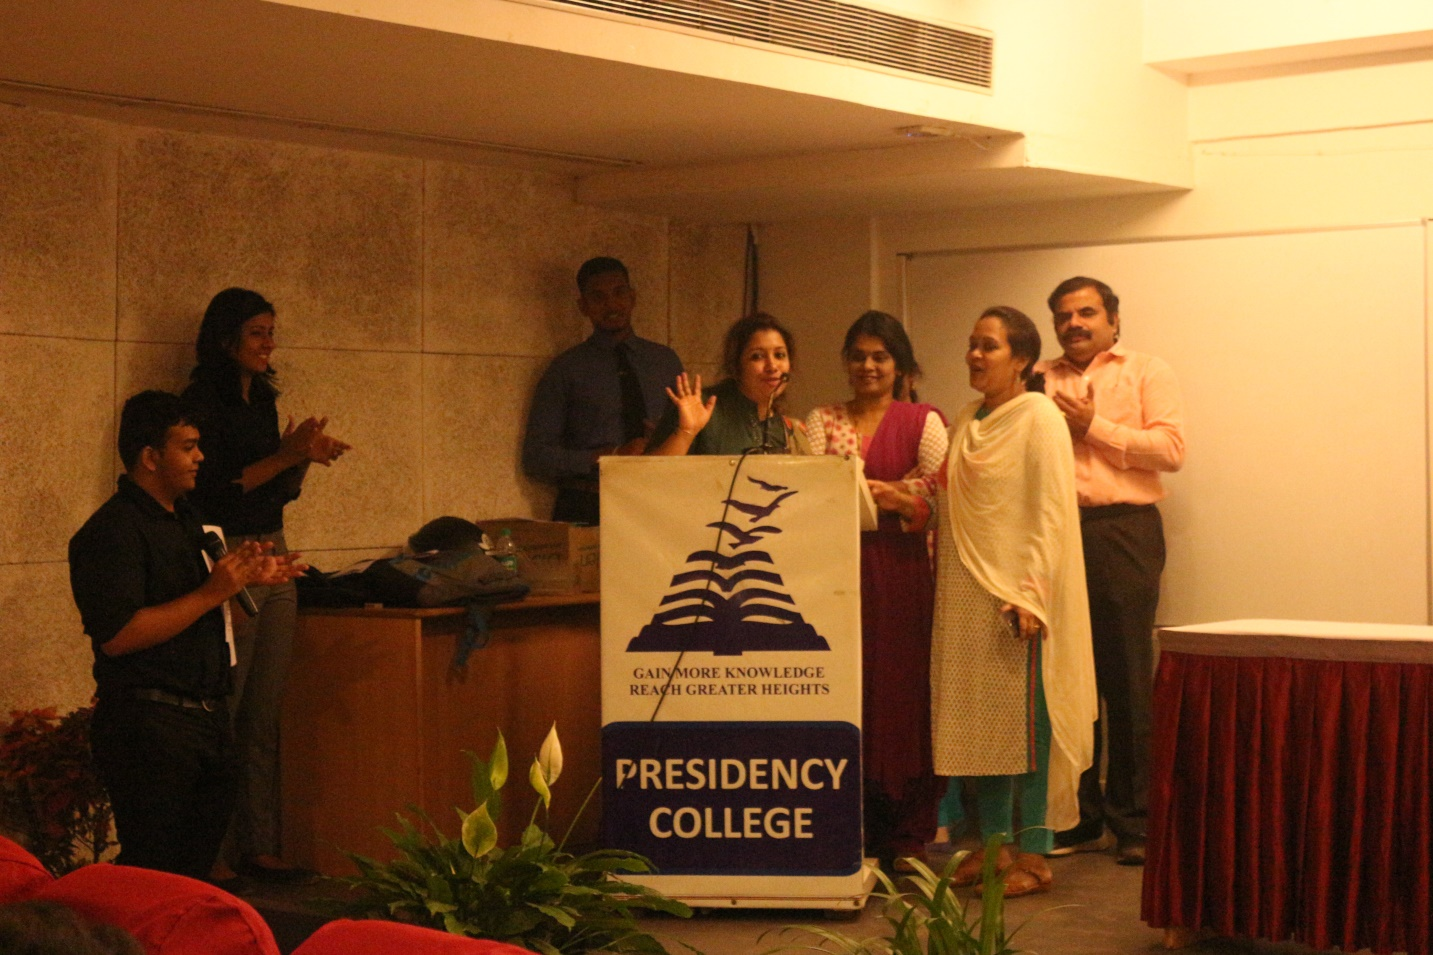 GAIN MORE KNOWLEDGE
REACH GREATER HEIGHTS
PRESIDENCY
COLLEGE